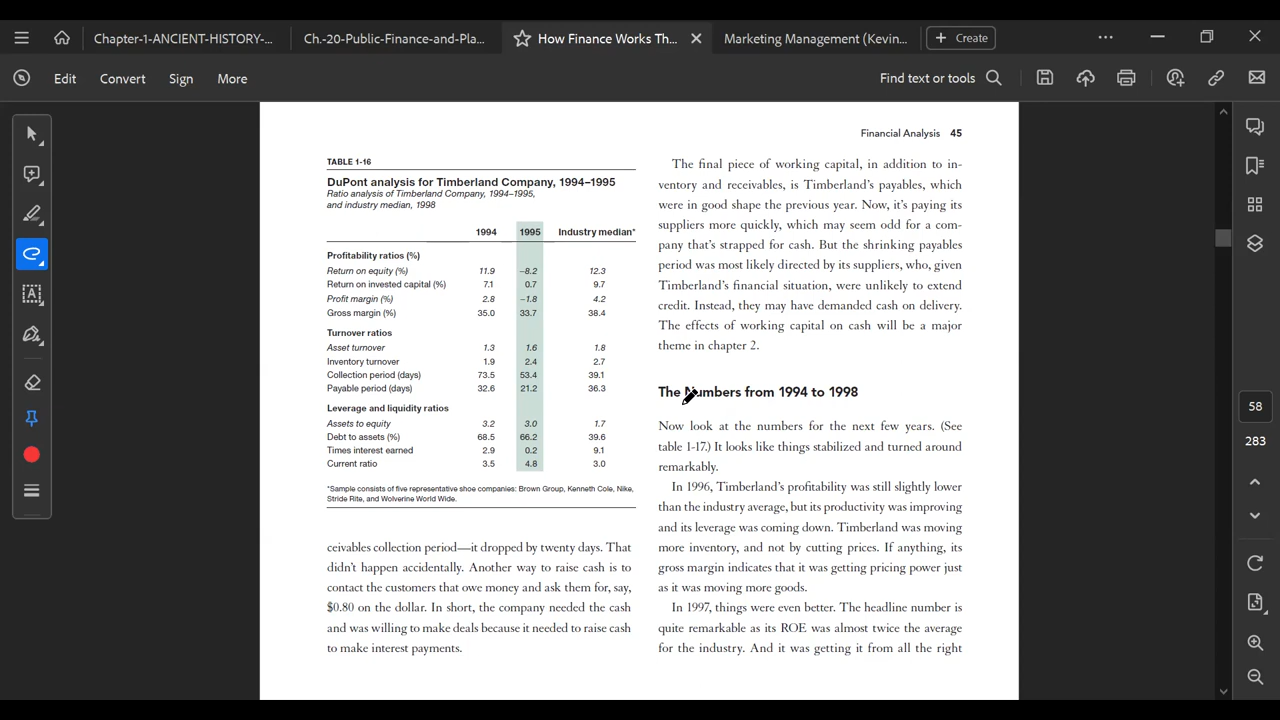 Chapter-1-ANCIENT-HISTORY-...
Ch.-20-Public-Finance-and-Pla...
How Finance Works Th...
Marketing Management (Kevin...
+ Create
Edit
Convert
Sign
More
Find text or tools
Financial Analysis 45
TABLE 1-16
DuPont analysis for Timberland Company, 1994–1995
Ratio analysis of Timberland Company, 1994–1995,
and industry median, 1998
1994 1995 Industry median*
Profitability ratios (%)
Return on equity (%) 11.9 –8.2 12.3
Return on invested capital (%) 7.1 0.7 9.7
Profit margin (%) 2.8 –1.8 4.2
Gross margin (%) 35.0 33.7 38.4
Turnover ratios
Asset turnover 1.3 1.6 1.8
Inventory turnover 1.9 2.4 2.7
Collection period (days) 73.5 53.4 39.1
Payable period (days) 32.6 21.2 36.3
Leverage and liquidity ratios
Assets to equity 3.2 3.0 1.7
Debt to assets (%) 68.5 66.2 39.6
Times interest earned 2.9 0.2 9.1
Current ratio 3.5 4.8 3.0
*Sample consists of five representative shoe companies: Brown Group, Kenneth Cole, Nike,
Stride Rite, and Wolverine World Wide.
ceivables collection period—it dropped by twenty days. That
didn't happen accidentally. Another way to raise cash is to
contact the customers that owe money and ask them for, say,
$0.80 on the dollar. In short, the company needed the cash
and was willing to make deals because it needed to raise cash
to make interest payments.
The final piece of working capital, in addition to in-
ventory and receivables, is Timberland's payables, which
were in good shape the previous year. Now, it's paying its
suppliers more quickly, which may seem odd for a com-
pany that's strapped for cash. But the shrinking payables
period was most likely directed by its suppliers, who, given
Timberland's financial situation, were unlikely to extend
credit. Instead, they may have demanded cash on delivery.
The effects of working capital on cash will be a major
theme in chapter 2.
The Numbers from 1994 to 1998
Now look at the numbers for the next few years. (See
table 1-17.) It looks like things stabilized and turned around
remarkably.
In 1996, Timberland's profitability was still slightly lower
than the industry average, but its productivity was improving
and its leverage was coming down. Timberland was moving
more inventory, and not by cutting prices. If anything, its
gross margin indicates that it was getting pricing power just
as it was moving more goods.
In 1997, things were even better. The headline number is
quite remarkable as its ROE was almost twice the average
for the industry. And it was getting it from all the right
58
283